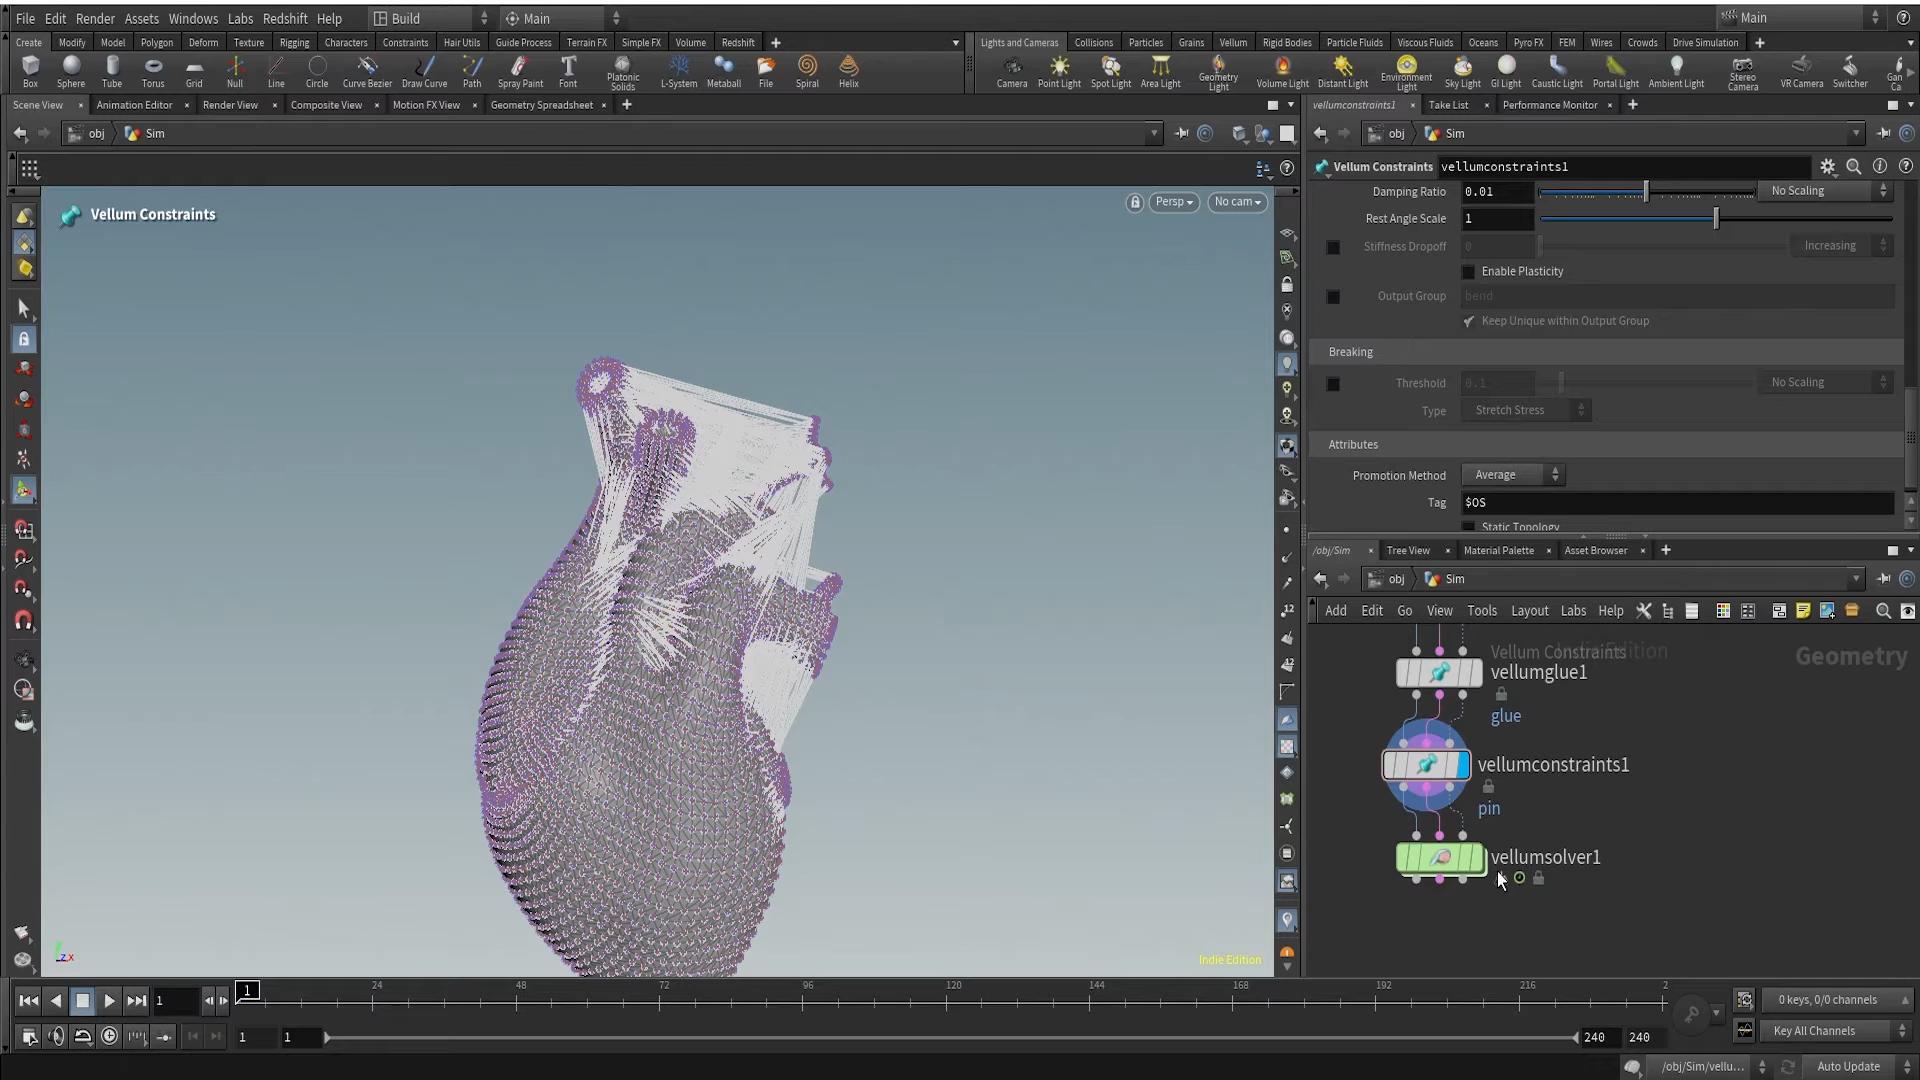 File Edit Render Assets Windows Labs Redshift Help Build Main Main
Create Modify Model Polygon Deform Texture Rigging Characters Constraints Hair Utils Guide Process Terrain FX Simple FX Volume Redshift
Lights and Cameras Collisions Particles Grains Vellum Rigid Bodies Particle Fluids Viscous Fluids Oceans Pyro FX FEM Wires Crowds Drive Simulation
Box Sphere Tube Torus Grid Null Line Circle Curve Bezier Draw Curve Path Spray Paint Font Platonic Solids L-System Metaball File Spiral Helix
Camera Point Light Spot Light Area Light Geometry Light Volume Light Distant Light Environment Light Sky Light GI Light Caustic Light Portal Light Ambient Light Stereo Camera VR Camera Switcher Gan Ca
Scene View Animation Editor Render View Composite View Motion FX View Geometry Spreadsheet
vellumconstraints1 Take List Performance Monitor
obj Sim
obj Sim
Vellum Constraints vellumconstraints1
Damping Ratio 0.01 No Scaling
Rest Angle Scale 1
Stiffness Dropoff 0 Increasing
Enable Plasticity
Output Group bend
Keep Unique within Output Group
Breaking
Threshold 0.1 No Scaling
Type Stretch Stress
Attributes
Promotion Method Average
Tag $OS
Static Topology
Vellum Constraints
Persp No cam
Indie Edition
/obj/Sim Tree View Material Palette Asset Browser
obj Sim
Add Edit Go View Tools Layout Labs Help
Vellum Constraints
Indie Edition
Geometry
vellumglue1
glue
vellumconstraints1
pin
vellumsolver1
1 1 24 48 72 96 120 144 168 192 216 2
0 keys, 0/0 channels
1 1 240 240
Key All Channels
/obj/Sim/vellu... Auto Update